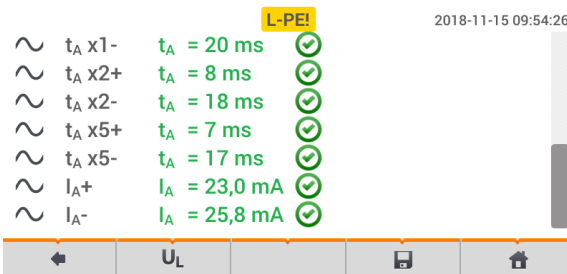 L-PE! 2018-11-15 09:54:26
tA x1- tA = 20 ms
tA x2+ tA = 8 ms
tA x2- tA = 18 ms
tA x5+ tA = 7 ms
tA x5- tA = 17 ms
IA+ IA = 23,0 mA
IA- IA = 25,8 mA
UL